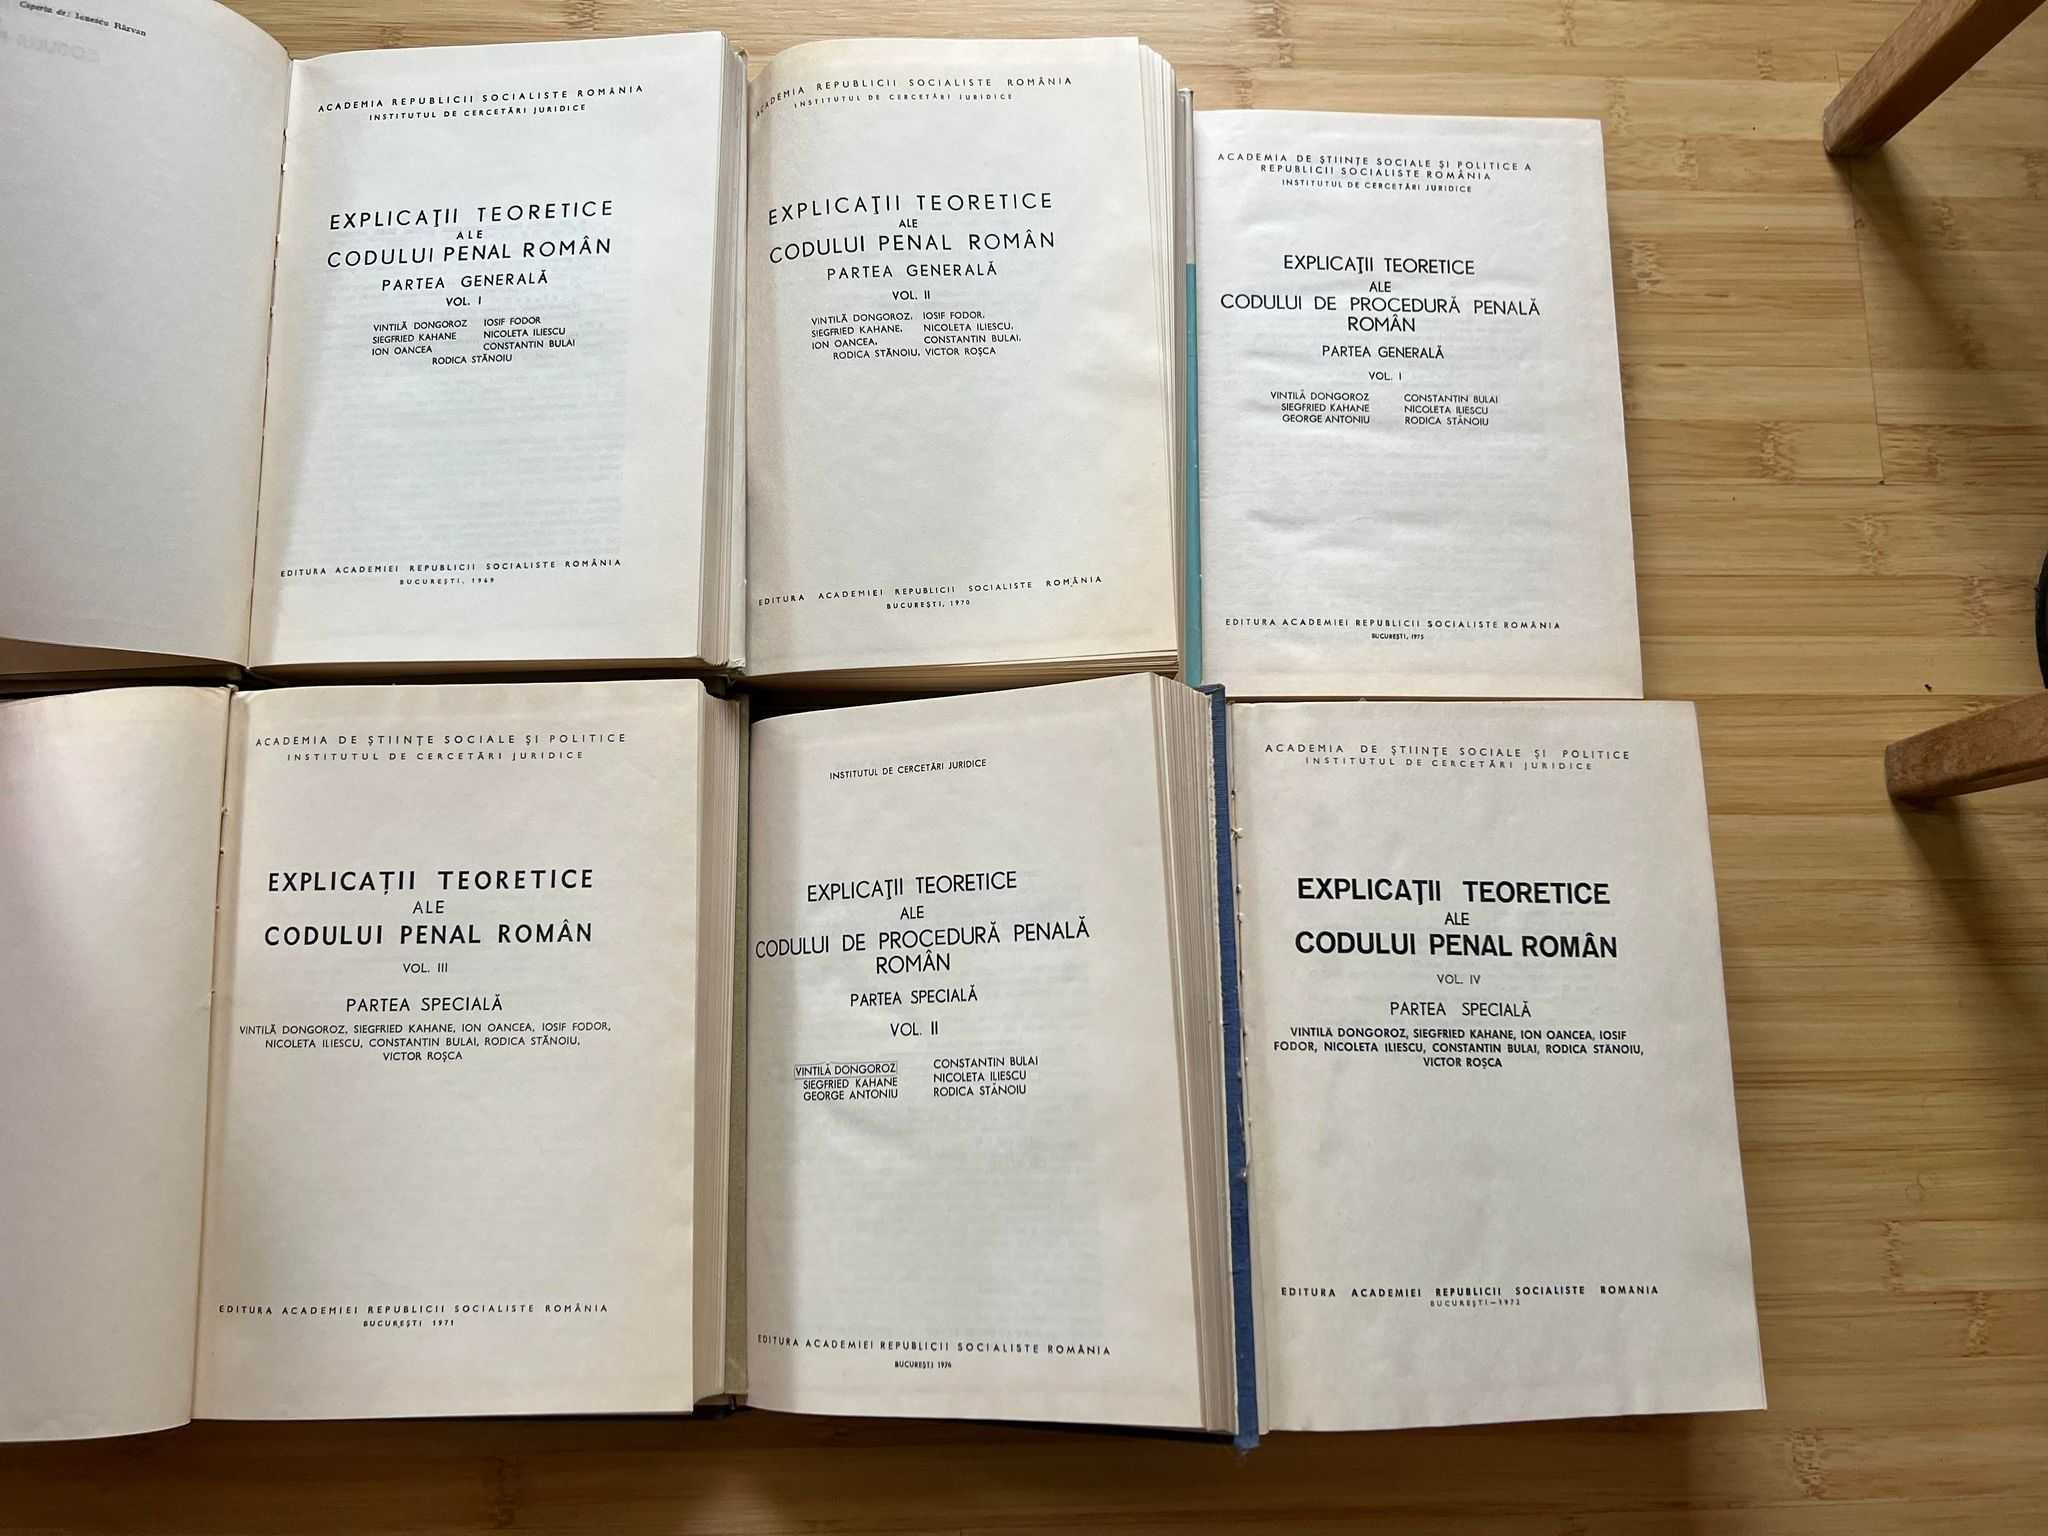 Coperta de: Ionescu Răzvan
ACADEMIA REPUBLICII SOCIALISTE ROMÂNIA
INSTITUTUL DE CERCETĂRI JURIDICE
EXPLICAŢII TEORETICE
ALE
CODULUI PENAL ROMÂN
PARTEA GENERALĂ
VOL. I
VINTILĂ DONGOROZ IOSIF FODOR
SIEGFRIED KAHANE NICOLETA ILIESCU
ION OANCEA CONSTANTIN BULAI
RODICA STĂNOIU
EDITURA ACADEMIEI REPUBLICII SOCIALISTE ROMÂNIA
BUCUREŞTI, 1969
ACADEMIA REPUBLICII SOCIALISTE ROMÂNIA
INSTITUTUL DE CERCETĂRI JURIDICE
EXPLICAŢII TEORETICE
ALE
CODULUI PENAL ROMÂN
PARTEA GENERALĂ
VOL. II
VINTILĂ DONGOROZ, IOSIF FODOR,
SIEGFRIED KAHANE, NICOLETA ILIESCU,
ION OANCEA, CONSTANTIN BULAI,
RODICA STĂNOIU, VICTOR ROŞCA
EDITURA ACADEMIEI REPUBLICII SOCIALISTE ROMÂNIA
BUCUREŞTI, 1970
ACADEMIA DE ŞTIINŢE SOCIALE ŞI POLITICE A
REPUBLICII SOCIALISTE ROMÂNIA
INSTITUTUL DE CERCETĂRI JURIDICE
EXPLICAŢII TEORETICE
ALE
CODULUI DE PROCEDURĂ PENALĂ
ROMÂN
PARTEA GENERALĂ
VOL. I
VINTILĂ DONGOROZ CONSTANTIN BULAI
SIEGFRIED KAHANE NICOLETA ILIESCU
GEORGE ANTONIU RODICA STĂNOIU
EDITURA ACADEMIEI REPUBLICII SOCIALISTE ROMÂNIA
BUCUREŞTI, 1975
ACADEMIA DE ŞTIINŢE SOCIALE ŞI POLITICE
INSTITUTUL DE CERCETĂRI JURIDICE
EXPLICAŢII TEORETICE
ALE
CODULUI PENAL ROMÂN
VOL. III
PARTEA SPECIALĂ
VINTILĂ DONGOROZ, SIEGFRIED KAHANE, ION OANCEA, IOSIF FODOR,
NICOLETA ILIESCU, CONSTANTIN BULAI, RODICA STĂNOIU,
VICTOR ROŞCA
EDITURA ACADEMIEI REPUBLICII SOCIALISTE ROMÂNIA
BUCUREŞTI 1971
INSTITUTUL DE CERCETĂRI JURIDICE
EXPLICAŢII TEORETICE
ALE
CODULUI DE PROCEDURĂ PENALĂ
ROMÂN
PARTEA SPECIALĂ
VOL. II
VINTILĂ DONGOROZ CONSTANTIN BULAI
SIEGFRIED KAHANE NICOLETA ILIESCU
GEORGE ANTONIU RODICA STĂNOIU
EDITURA ACADEMIEI REPUBLICII SOCIALISTE ROMÂNIA
BUCUREŞTI 1976
ACADEMIA DE ŞTIINŢE SOCIALE ŞI POLITICE
INSTITUTUL DE CERCETĂRI JURIDICE
EXPLICAŢII TEORETICE
ALE
CODULUI PENAL ROMÂN
VOL. IV
PARTEA SPECIALĂ
VINTILĂ DONGOROZ, SIEGFRIED KAHANE, ION OANCEA, IOSIF
FODOR, NICOLETA ILIESCU, CONSTANTIN BULAI, RODICA STĂNOIU,
VICTOR ROŞCA
EDITURA ACADEMIEI REPUBLICII SOCIALISTE ROMANIA
BUCUREŞTI—1972